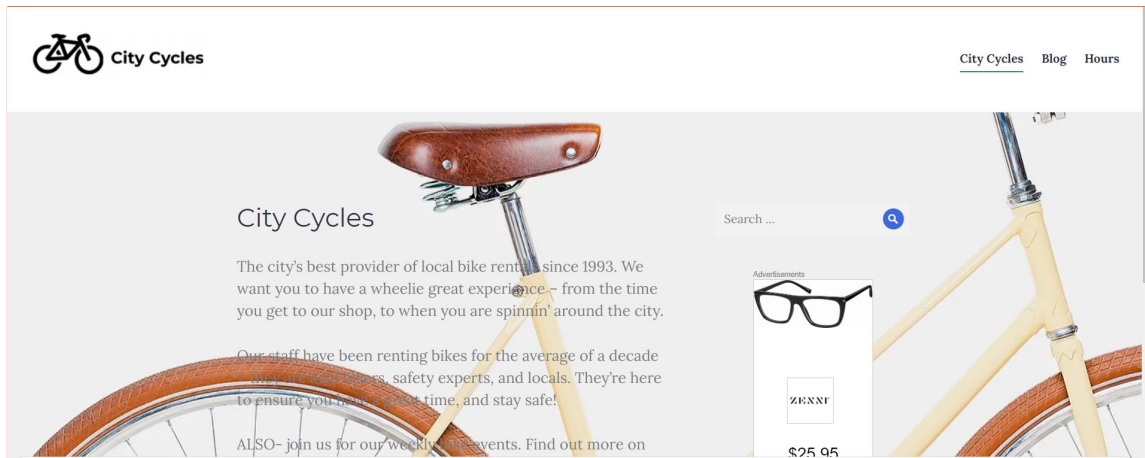 City Cycles
City Cycles Blog Hours
City Cycles
The city's best provider of local bike rentals since 1993. We
want you to have a wheelie great experience – from the time
you get to our shop, to when you are spinnin' around the city.
Our staff have been renting bikes for the average of a decade
bikers, safety experts, and locals. They're here
to ensure you have a great time, and stay safe!
ALSO- join us for our weekly bike events. Find out more on
Search ...
Advertisements
ZENNI
$25.95